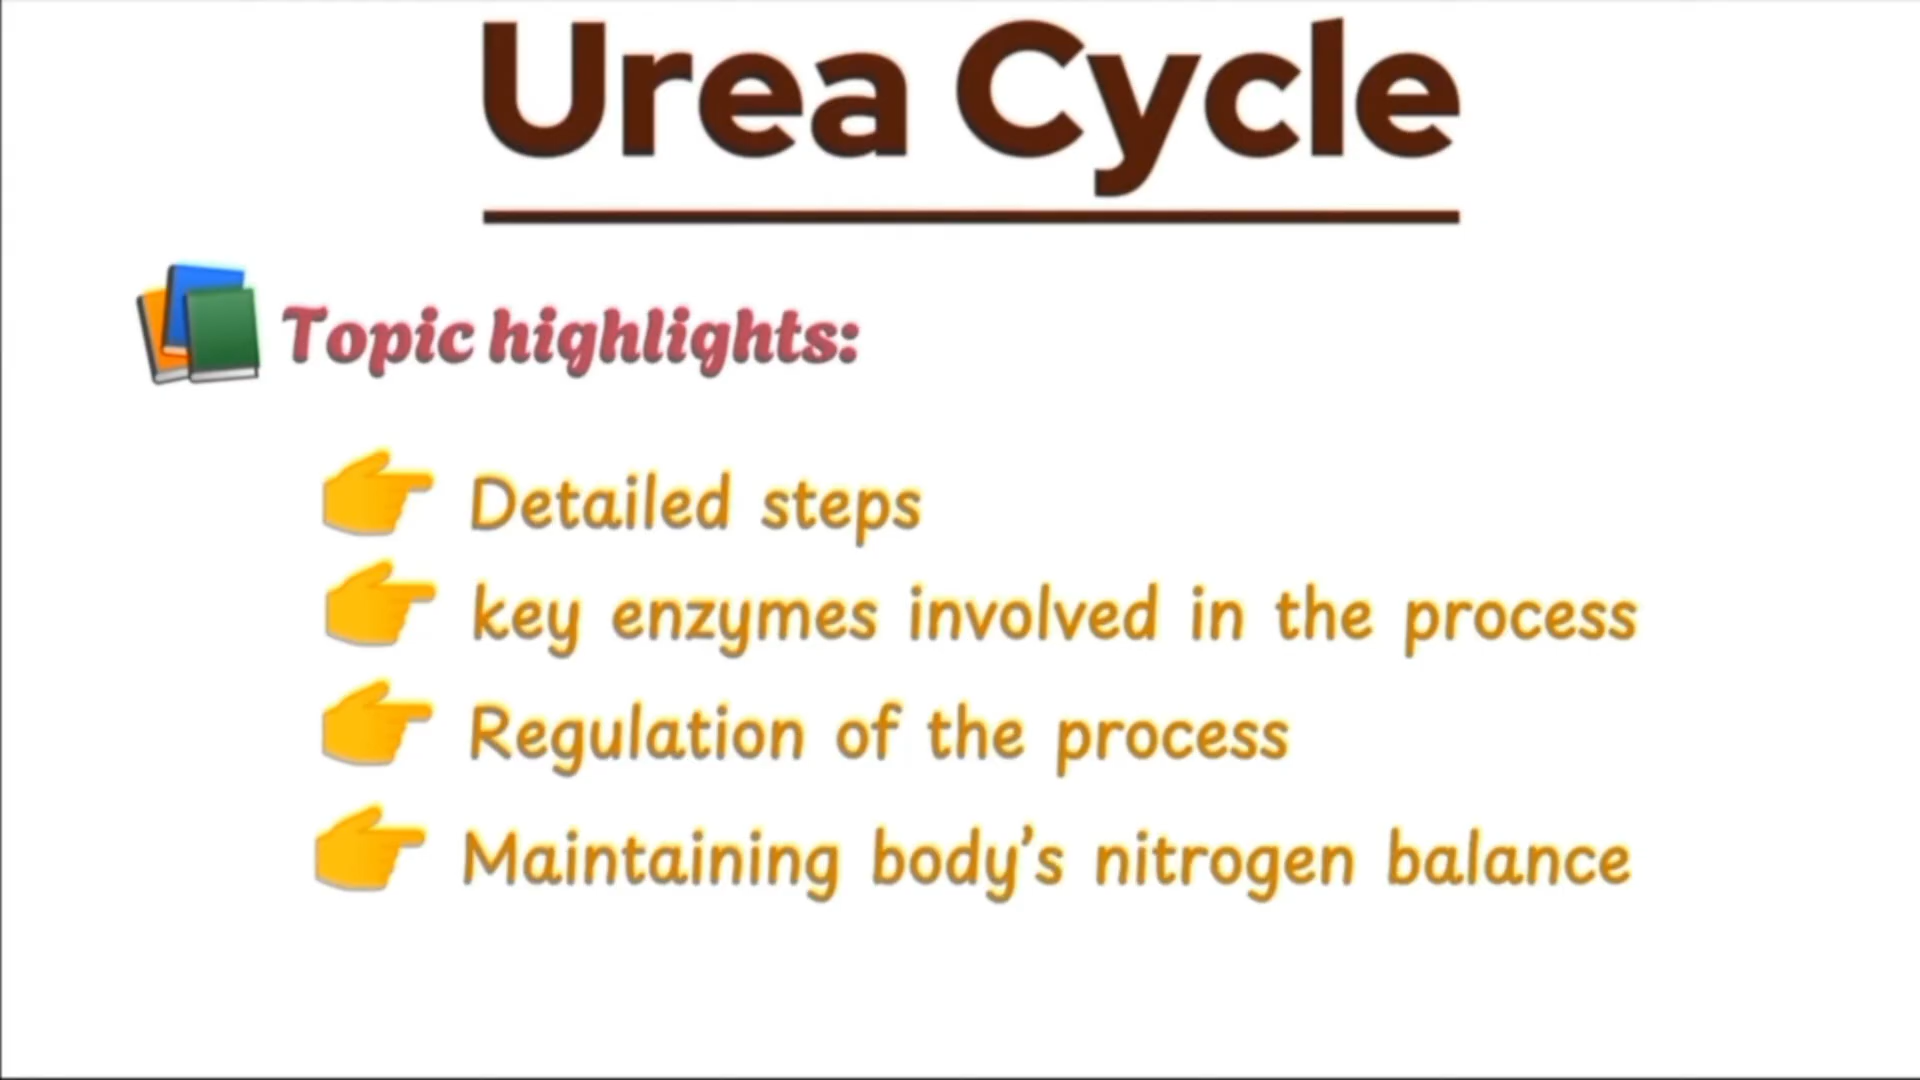 Urea Cycle
Topic highlights:
Detailed steps
key enzymes involved in the process
Regulation of the process
Maintaining body’s nitrogen balance